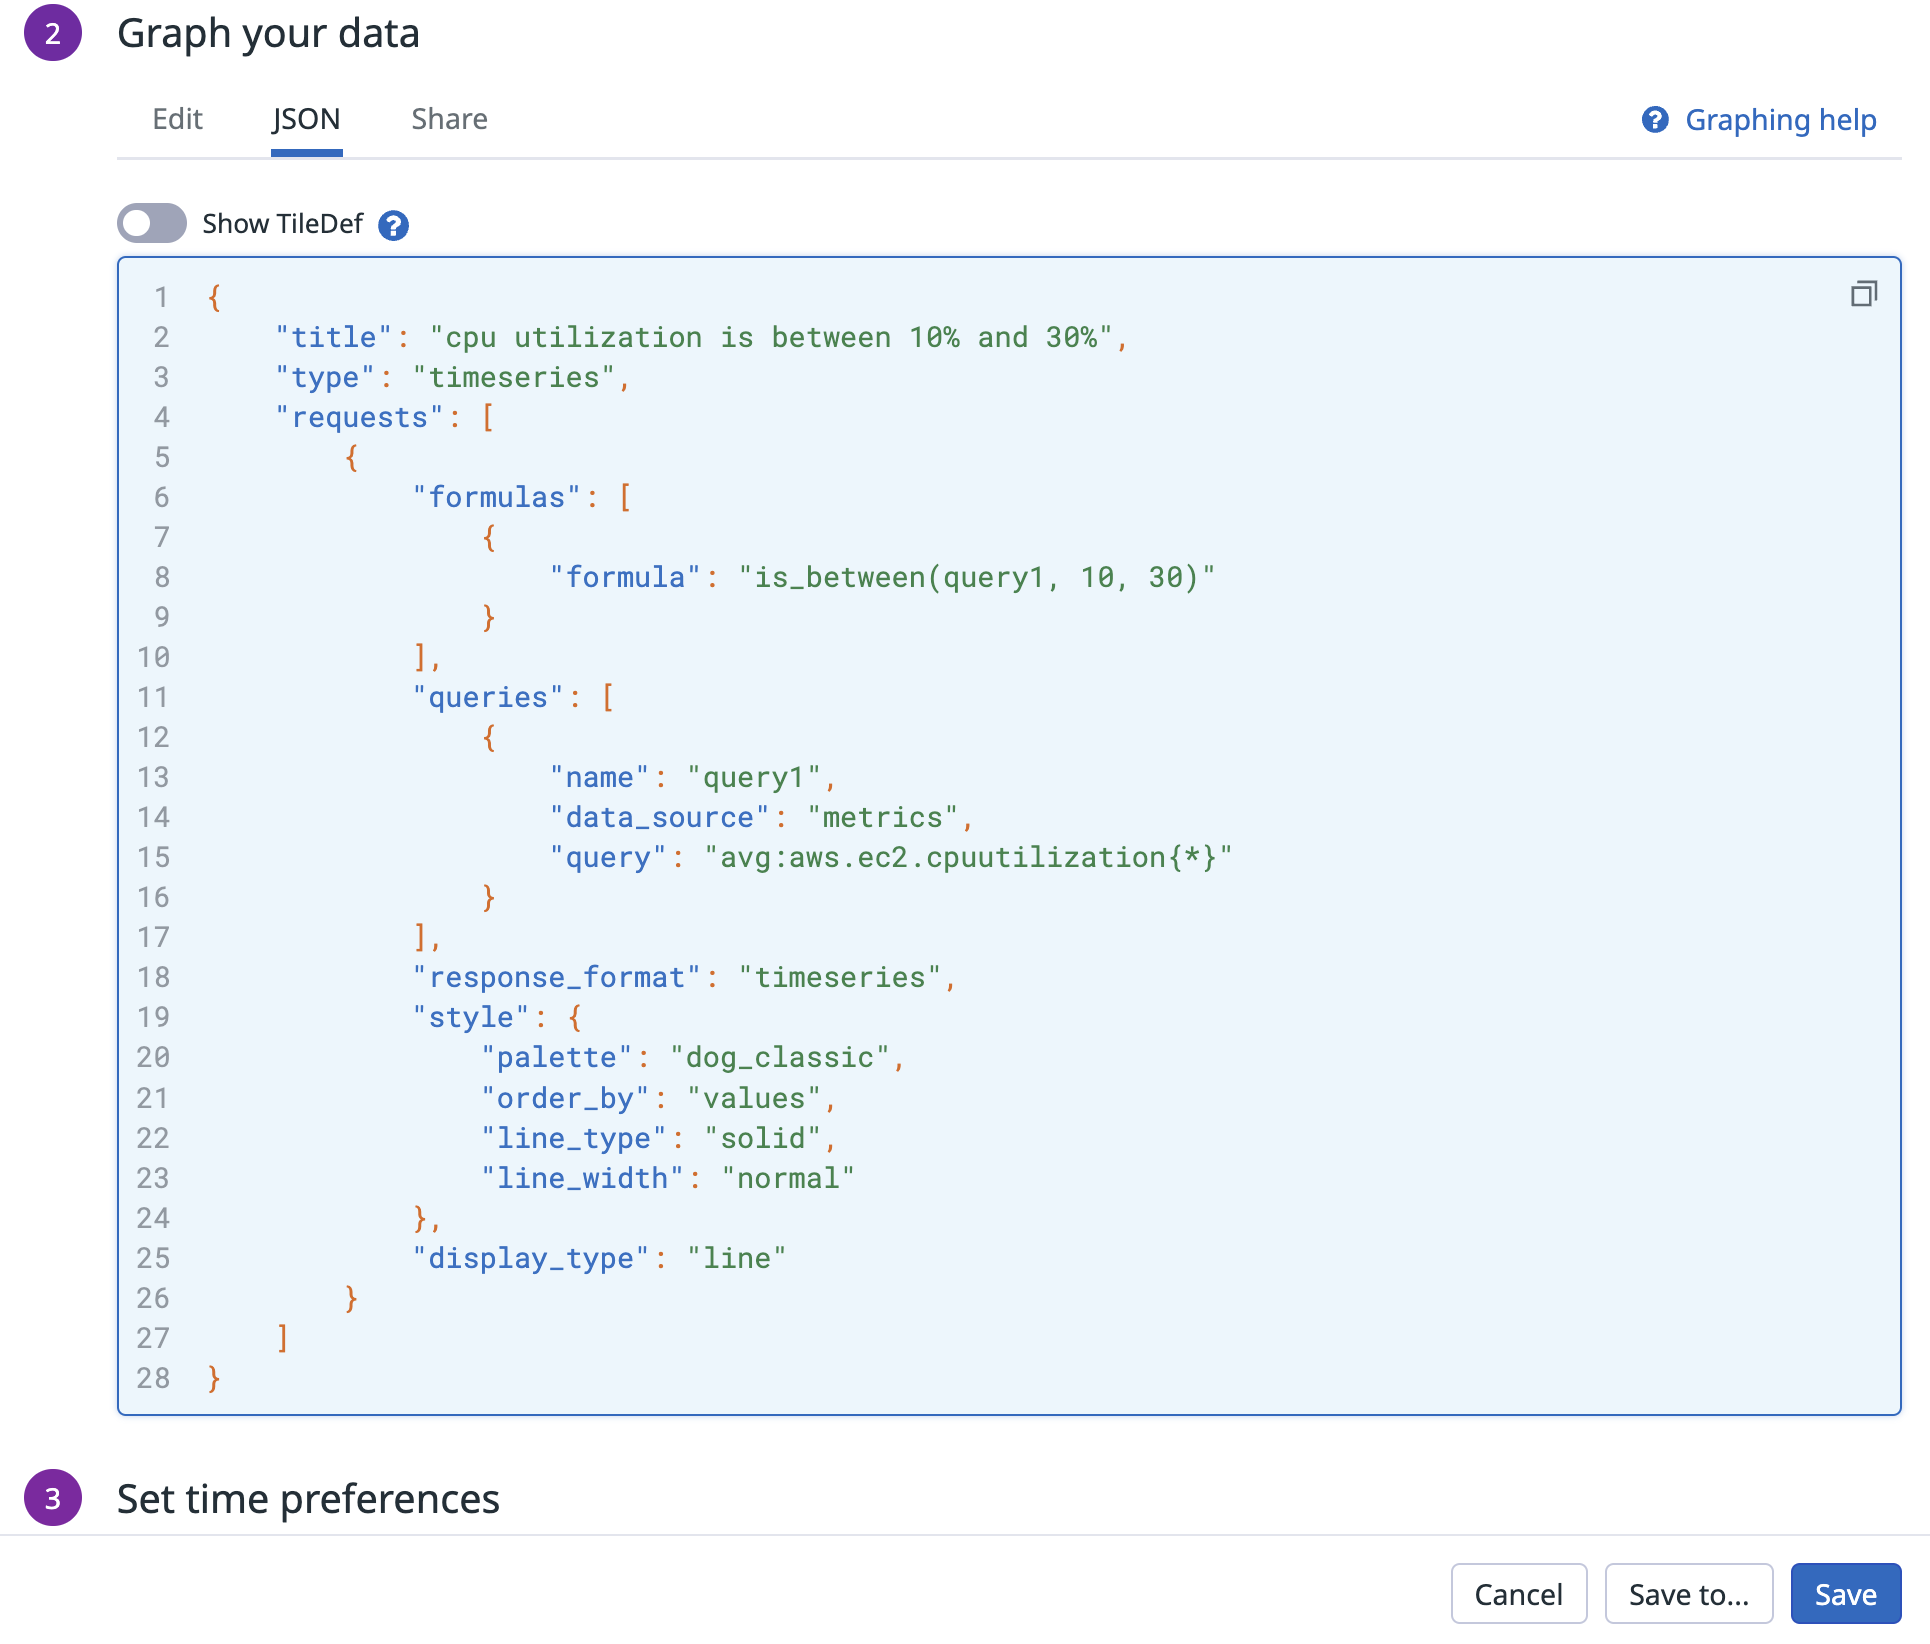 2 Graph your data
Edit JSON Share Graphing help
Show TileDef
1 {
2 "title": "cpu utilization is between 10% and 30%",
3 "type": "timeseries",
4 "requests": [
5 {
6 "formulas": [
7 {
8 "formula": "is_between(query1, 10, 30)"
9 }
10 ],
11 "queries": [
12 {
13 "name": "query1",
14 "data_source": "metrics",
15 "query": "avg:aws.ec2.cpuutilization{*}"
16 }
17 ],
18 "response_format": "timeseries",
19 "style": {
20 "palette": "dog_classic",
21 "order_by": "values",
22 "line_type": "solid",
23 "line_width": "normal"
24 },
25 "display_type": "line"
26 }
27 ]
28 }
3 Set time preferences
Cancel Save to... Save